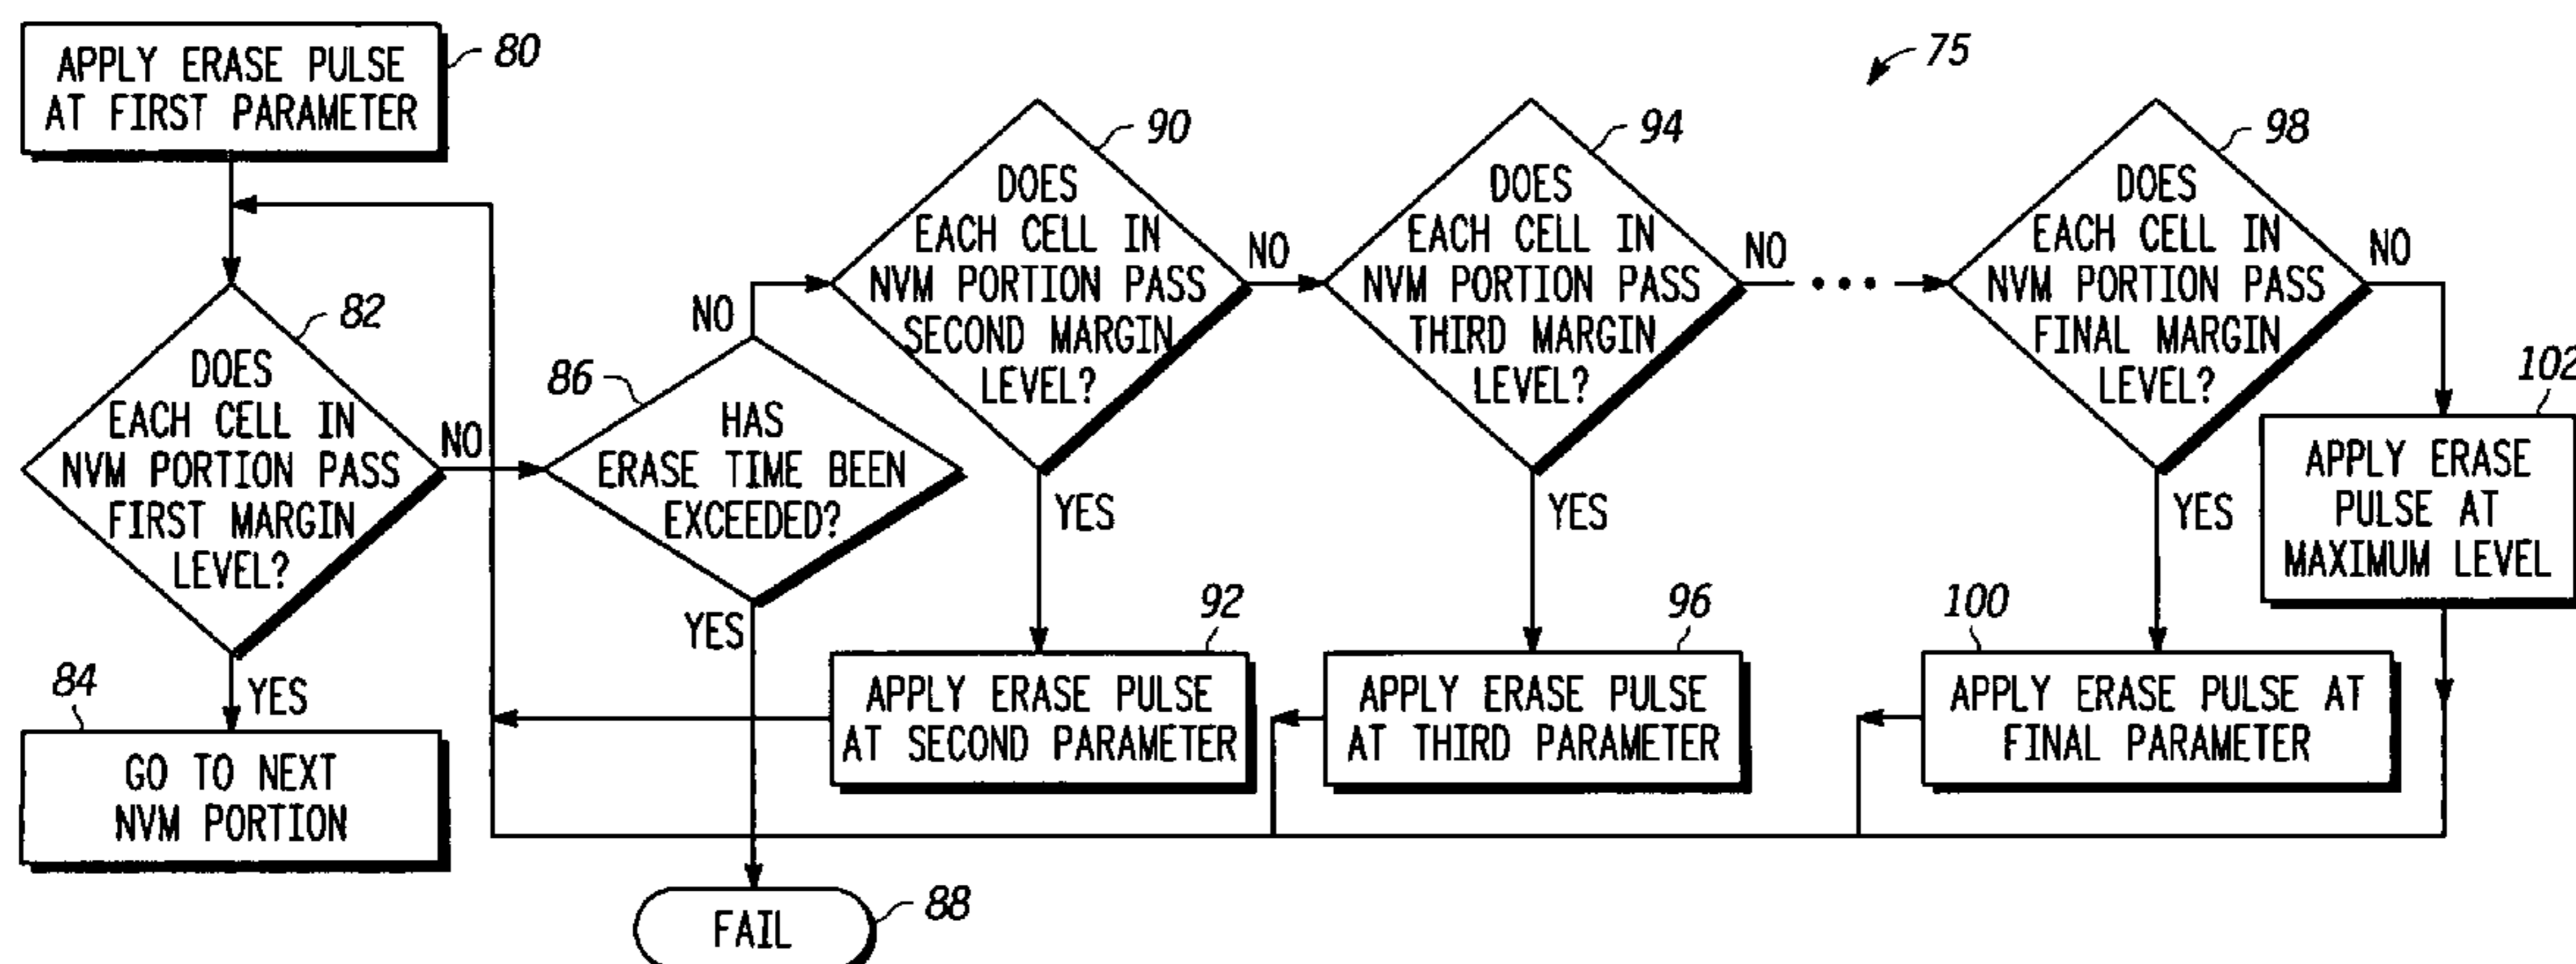 APPLY ERASE PULSE
AT FIRST PARAMETER
80
DOES
EACH CELL IN
NVM PORTION PASS
FIRST MARGIN
LEVEL?
82
NO
YES
84
GO TO NEXT
NVM PORTION
86
HAS
ERASE TIME BEEN
EXCEEDED?
NO
YES
FAIL
88
75
90
DOES
EACH CELL IN
NVM PORTION PASS
SECOND MARGIN
LEVEL?
NO
YES
92
APPLY ERASE PULSE
AT SECOND PARAMETER
94
DOES
EACH CELL IN
NVM PORTION PASS
THIRD MARGIN
LEVEL?
NO
...
YES
96
APPLY ERASE PULSE
AT THIRD PARAMETER
98
DOES
EACH CELL IN
NVM PORTION PASS
FINAL MARGIN
LEVEL?
NO
YES
100
APPLY ERASE PULSE AT
FINAL PARAMETER
102
APPLY ERASE
PULSE AT
MAXIMUM LEVEL